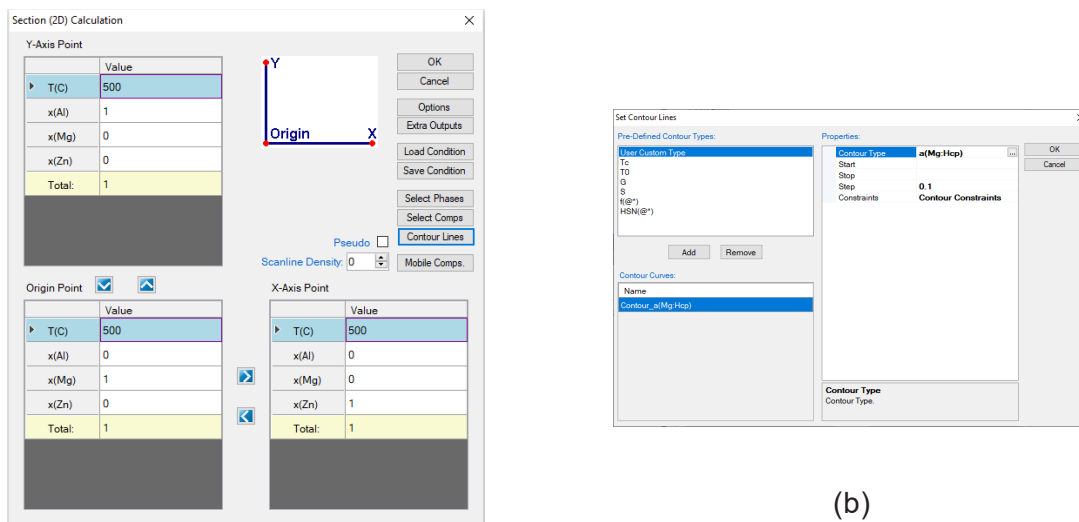 Section (2D) Calculation
Y-Axis Point
Value
T(C) 500
x(Al) 1
x(Mg) 0
x(Zn) 0
Total: 1
Y
Origin X
OK
Cancel
Options
Extra Outputs
Load Condition
Save Condition
Select Phases
Select Comps
Pseudo Contour Lines
Scanline Density: 0 Mobile Comps.
Origin Point
Value
T(C) 500
x(Al) 0
x(Mg) 1
x(Zn) 0
Total: 1
X-Axis Point
Value
T(C) 500
x(Al) 0
x(Mg) 0
x(Zn) 1
Total: 1
Set Contour Lines
Pre-Defined Contour Types:
User Custom Type
Tc
T0
G
S
f(@*)
HSN(@*)
Add Remove
Contour Curves:
Name
Contour_a(Mg:Hcp)
Properties:
Contour Type a(Mg:Hcp) ...
Start
Stop
Step 0.1
Constraints Contour Constraints
Contour Type
Contour Type.
OK
Cancel
(b)